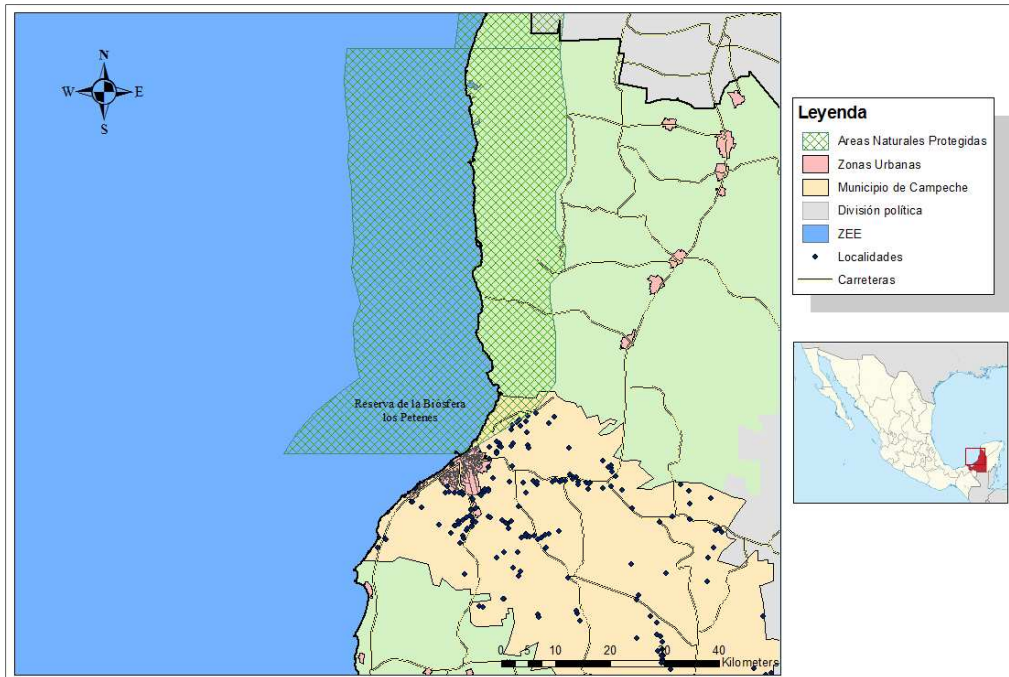 N
W E
S
Reserva de la Biósfera
los Petenes
0 5 10 20 30 40
Kilometers
Leyenda
Areas Naturales Protegidas
Zonas Urbanas
Municipio de Campeche
División política
ZEE
Localidades
Carreteras